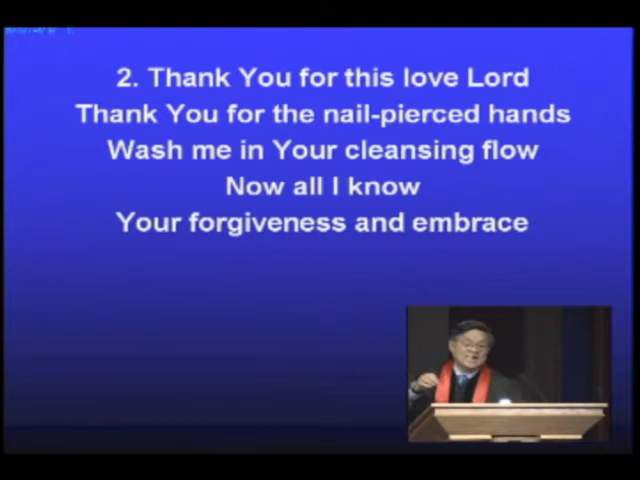 2. Thank You for this love Lord
Thank You for the nail-pierced hands
Wash me in Your cleansing flow
Now all I know
Your forgiveness and embrace